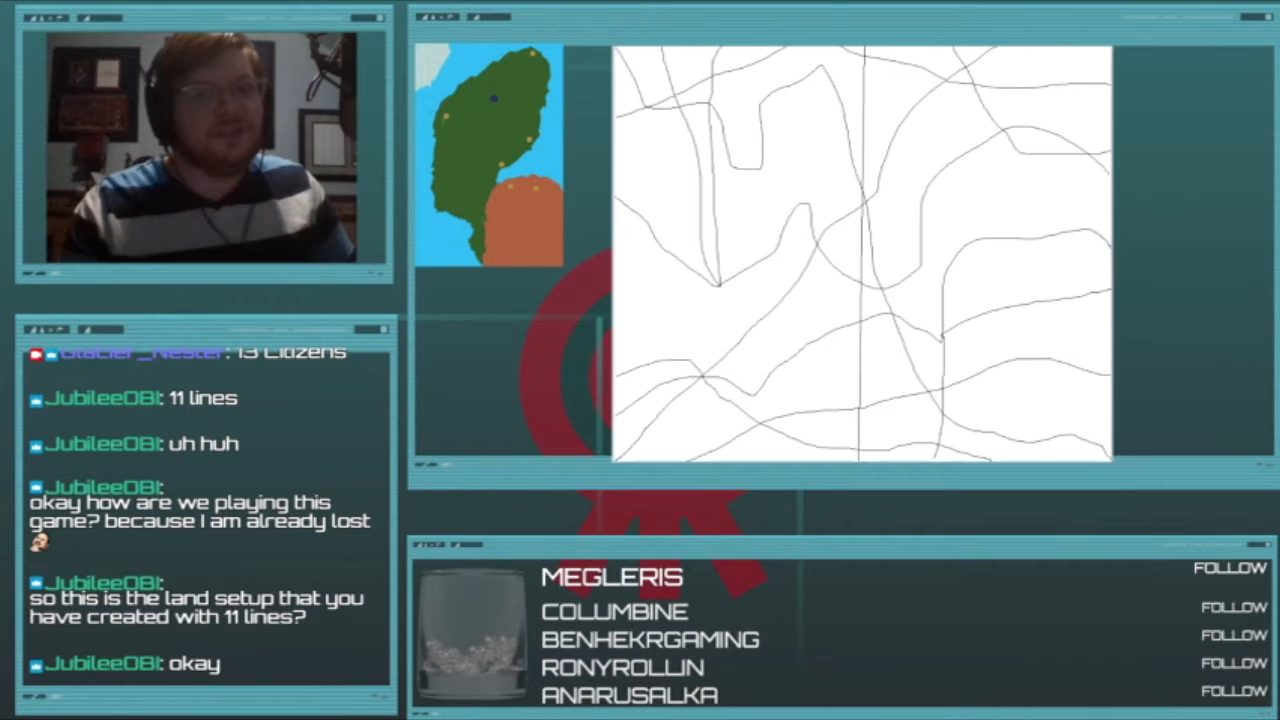 Glacier_Nester: 13 Citizens
JubileeOBI: 11 lines
JubileeOBI: uh huh
JubileeOBI:
okay how are we playing this
game? because I am already lost
JubileeOBI:
so this is the land setup that you
have created with 11 lines?
JubileeOBI: okay
MEGLERIS FOLLOW
COLUMBINE FOLLOW
BENHEKRGAMING FOLLOW
RONYROLLIN FOLLOW
ANARUSALKA FOLLOW